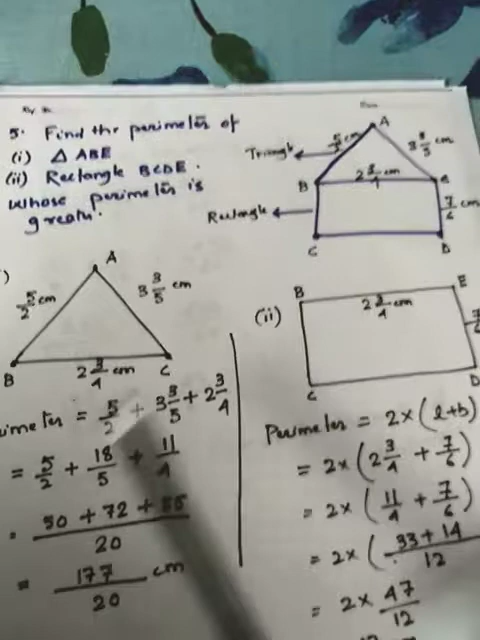 5. Find the perimeter of
(i) △ ABE
(ii) Rectangle BCDE.
whose perimeter is
greater.
A
5/2 cm
3 3/5 cm
Triangle
B
2 3/4 cm
E
7/6 cm
Rectangle
C
D
A
5/2 cm
3 3/5 cm
B
2 3/4 cm
C
= 5/2 + 3 3/5 + 2 3/4
= 5/2 + 18/5 + 11/4
= 50 + 72 + 55 / 20
= 177/20 cm
(ii)
B
2 3/4 cm
E
C
D
Perimeter = 2×(l+b)
= 2×(2 3/4 + 7/6)
= 2×(11/4 + 7/6)
= 2×(33+14/12
= 2×47/12